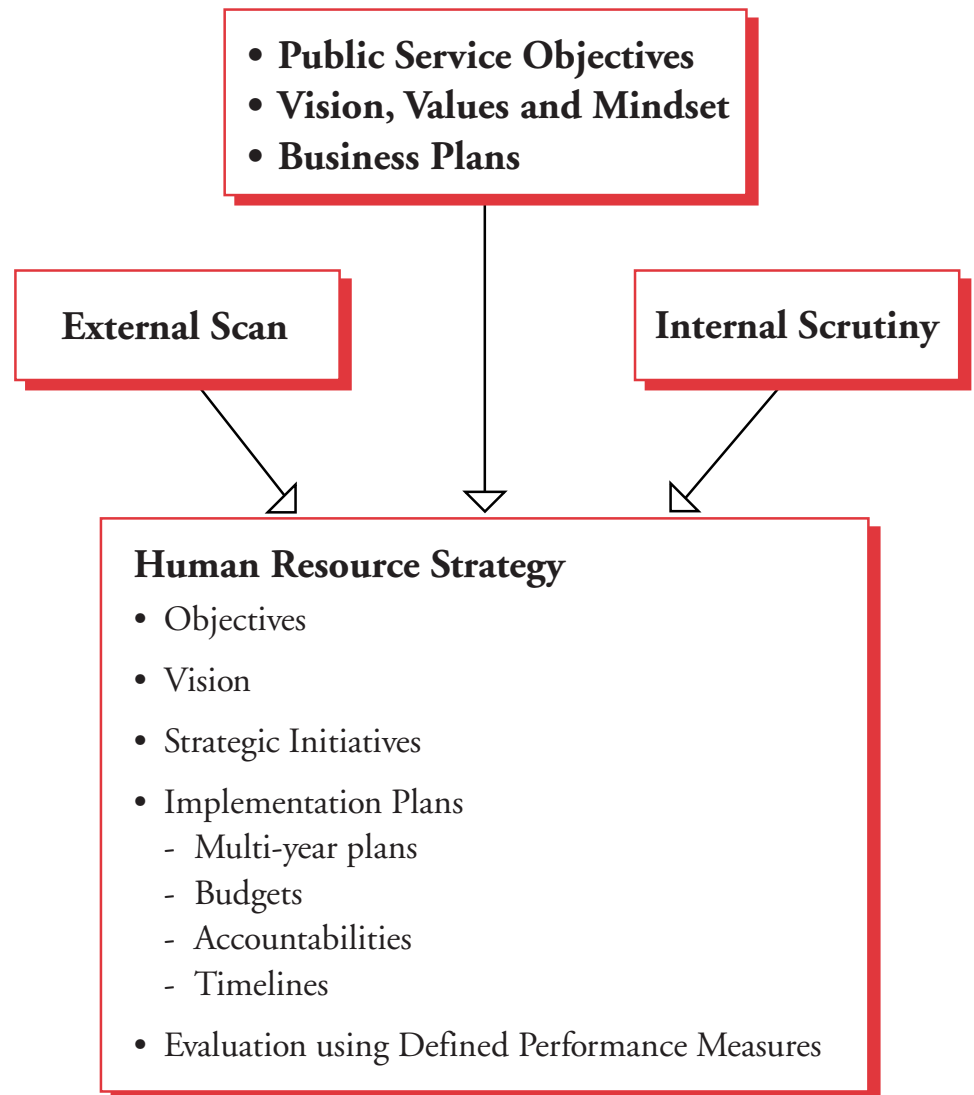 • Public Service Objectives
• Vision, Values and Mindset
• Business Plans
External Scan
Internal Scrutiny
Human Resource Strategy
• Objectives
• Vision
• Strategic Initiatives
• Implementation Plans
- Multi-year plans
- Budgets
- Accountabilities
- Timelines
• Evaluation using Defined Performance Measures